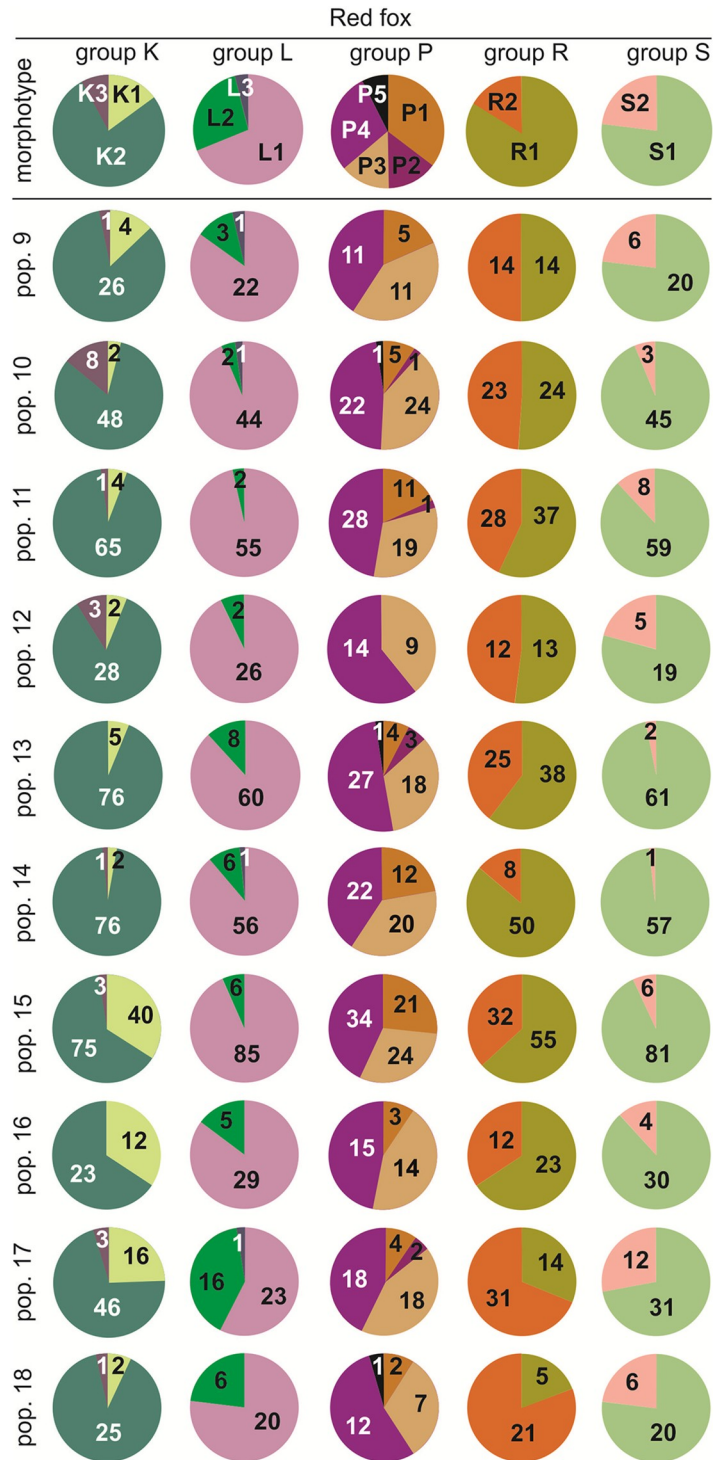 Red fox
group K group L group P group R group S
morphotype
K3 K1 K2
L3 L2 L1
P5 P1 P4 P3 P2
R2 R1
S2 S1
pop. 9
1 4 26
3 1 22
5 11 11
14 14
6 20
pop. 10
8 2 48
2 1 44
1 5 1 22 24
23 24
3 45
pop. 11
1 4 65
2 55
11 1 28 19
28 37
8 59
pop. 12
3 2 28
2 26
14 9
12 13
5 19
pop. 13
5 76
8 60
1 4 3 27 18
25 38
2 61
pop. 14
1 2 76
6 1 56
12 22 20
8 50
1 57
pop. 15
3 40 75
6 85
21 34 24
32 55
6 81
pop. 16
12 23
5 29
3 15 14
12 23
4 30
pop. 17
3 16 46
1 16 23
4 2 18 18
14 31
12 31
pop. 18
1 2 25
6 20
1 2 7 12
5 21
6 20